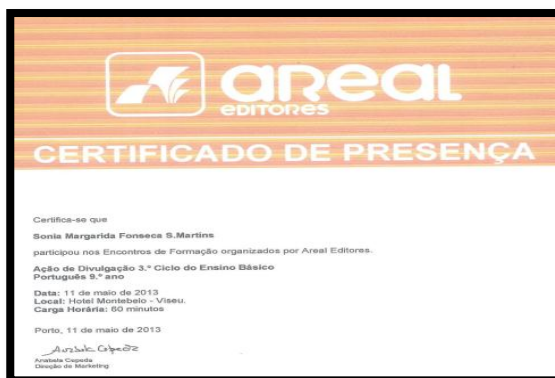 aREaL
EDITORES
CERTIFICADO DE PRESENÇA
Certifica-se que
Sonia Margarida Fonseca S.Martins
participou nos Encontros de Formação organizados por Areal Editores.
Ação de Divulgação 3.º Ciclo do Ensino Básico
Português 9.º ano
Data: 11 de maio de 2013
Local: Hotel Montebelo - Viseu.
Carga Horária: 60 minutos
Porto, 11 de maio de 2013
Anabela Cepeda
Anabela Cepeda
Direção de Marketing